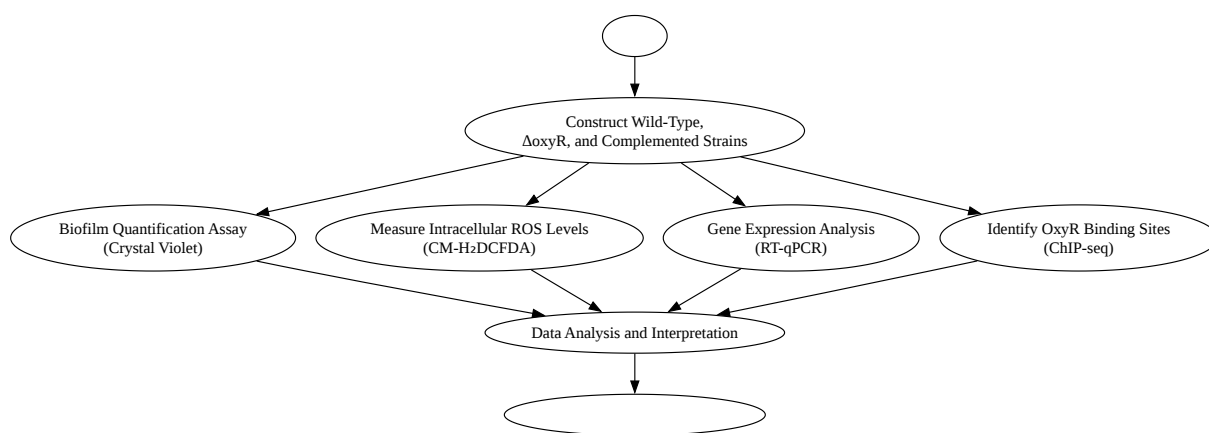 Construct Wild-Type,
ΔoxyR, and Complemented Strains
Biofilm Quantification Assay
(Crystal Violet)
Measure Intracellular ROS Levels
(CM-H₂DCFDA)
Gene Expression Analysis
(RT-qPCR)
Identify OxyR Binding Sites
(ChIP-seq)
Data Analysis and Interpretation